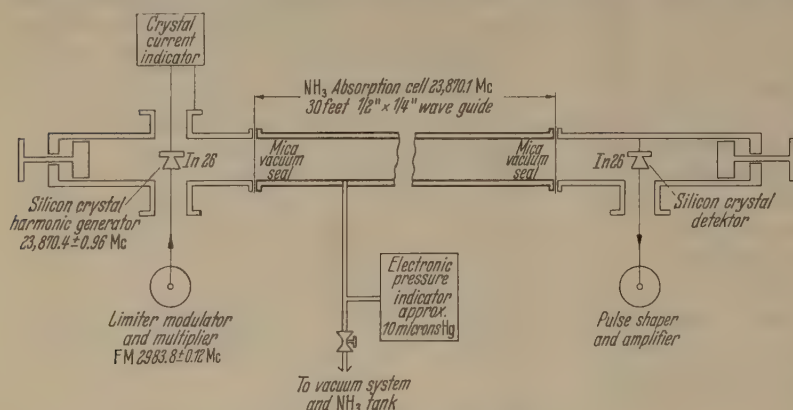 Crystal
current
indicator
NH3 Absorption cell 23,870.1 Mc
30 feet 1/2" × 1/4" wave guide
In 26
Mica
vacuum
seal
Mica
vacuum
seal
In26
Silicon crystal
harmonic generator
23,870.4 ± 0.96 Mc
Silicon crystal
detektor
Limiter modulator
and multiplier
FM 2983.8 ± 0.12 Mc
Electronic
pressure
indicator
approx.
10 microns Hg
Pulse shaper
and amplifier
To vacuum system
and NH3 tank